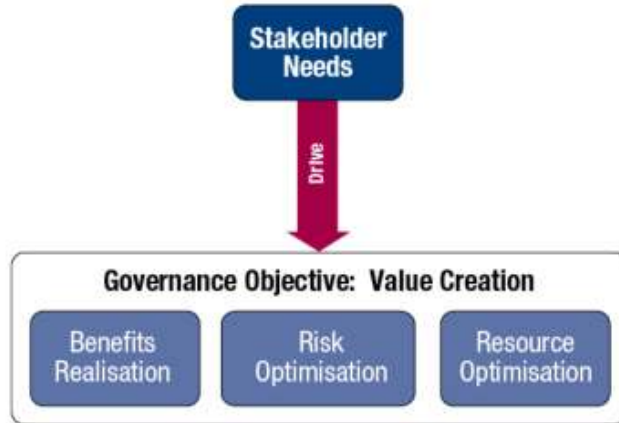 Stakeholder
Needs
Drive
Governance Objective: Value Creation
Benefits
Realisation
Risk
Optimisation
Resource
Optimisation